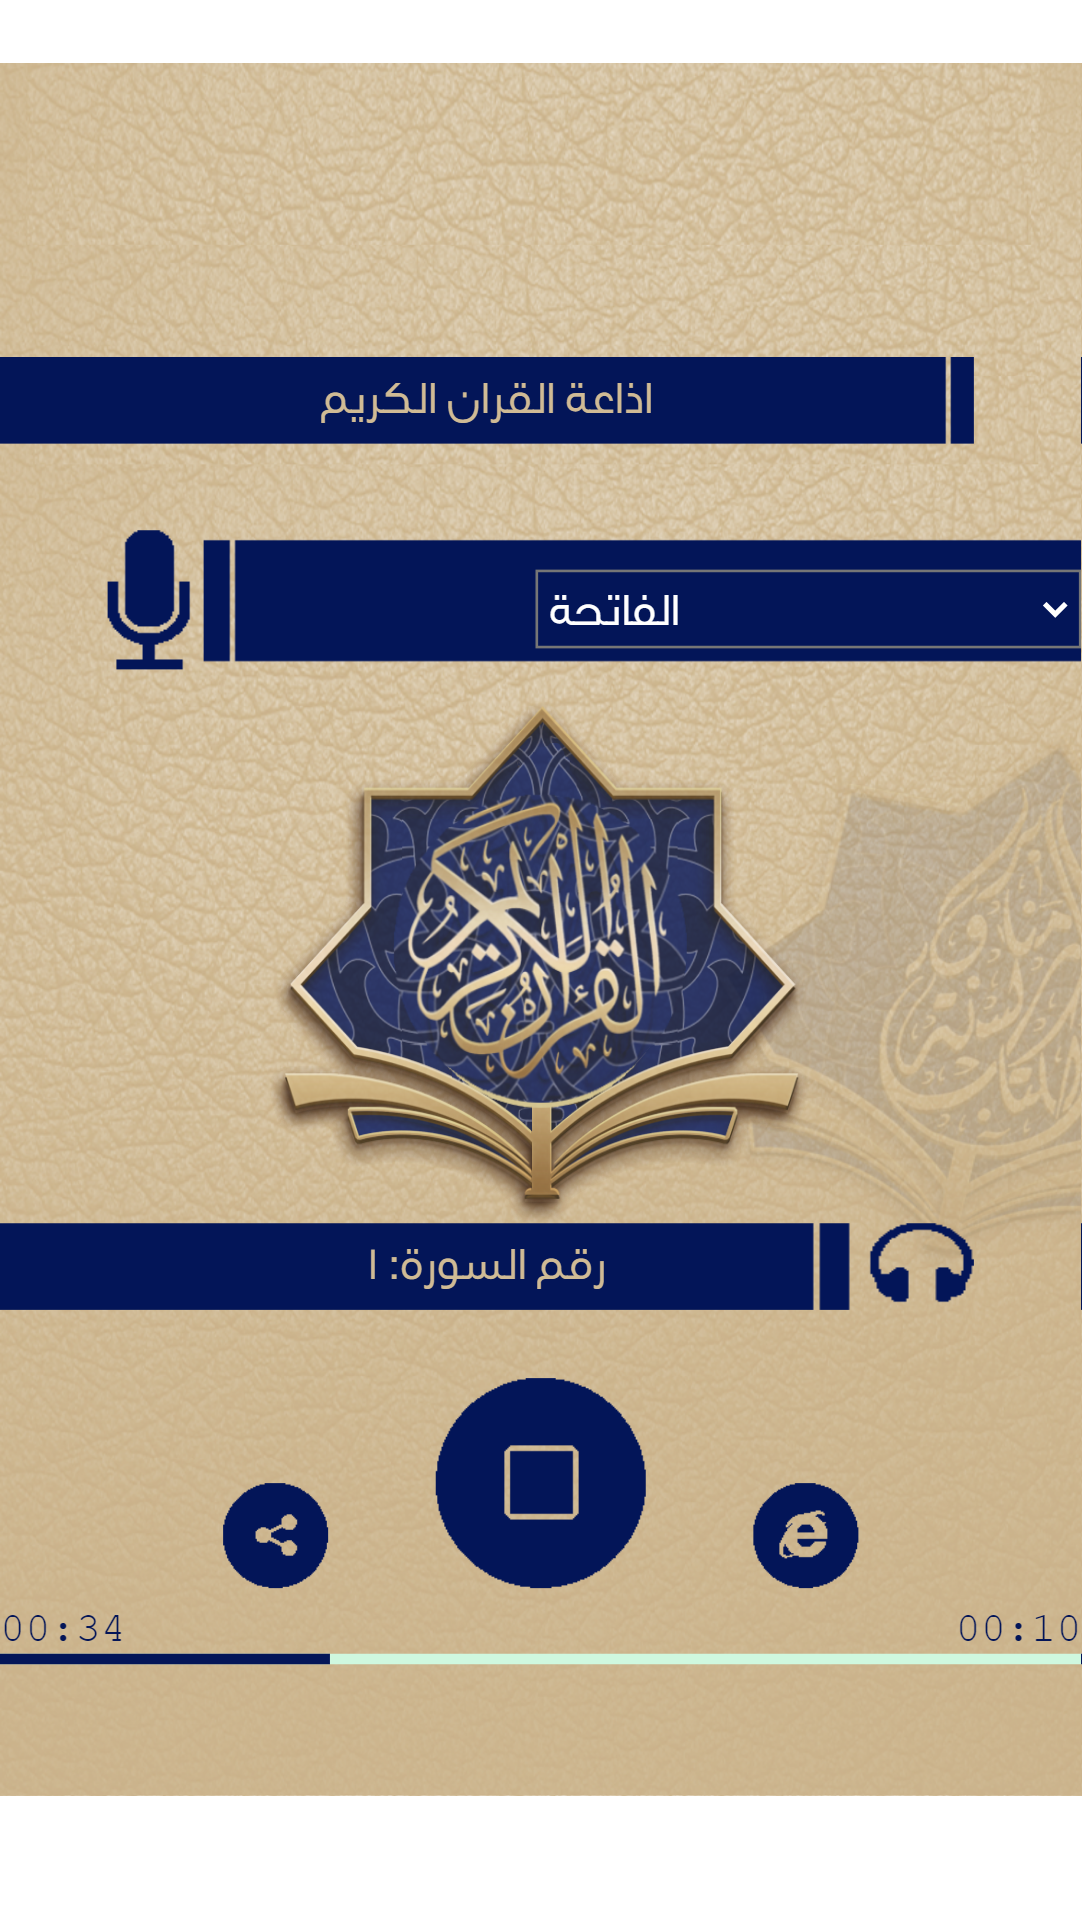 اذاعة القران الكريم
الفاتحة
القرآن الكريم
رقم السورة: ١
00:34
00:10